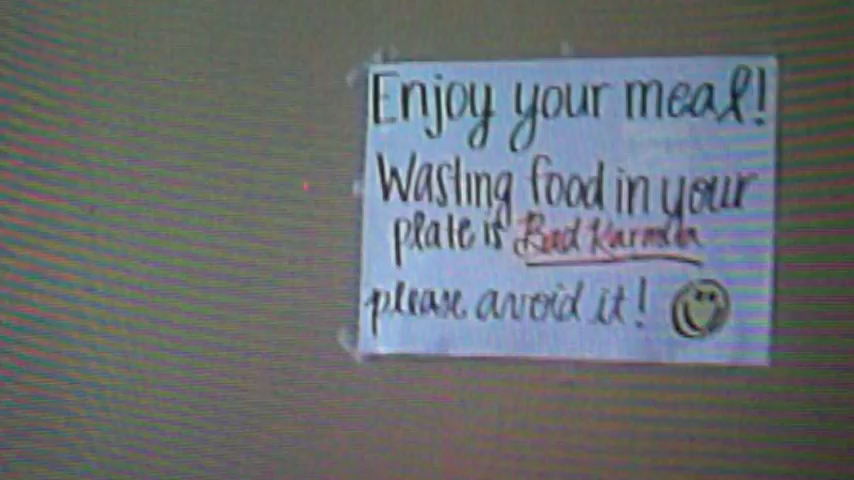 Enjoy your meal!
Wasting food in your
plate is Bad Karma
please avoid it!